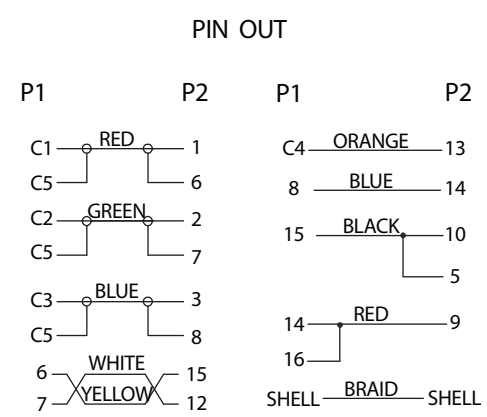 PIN OUT
P1 P2
C1 RED 1
C5 6
C2 GREEN 2
C5 7
C3 BLUE 3
C5 8
6 WHITE 15
7 YELLOW 12
P1 P2
C4 ORANGE 13
8 BLUE 14
15 BLACK 10
5
14 RED 9
16
SHELL BRAID SHELL